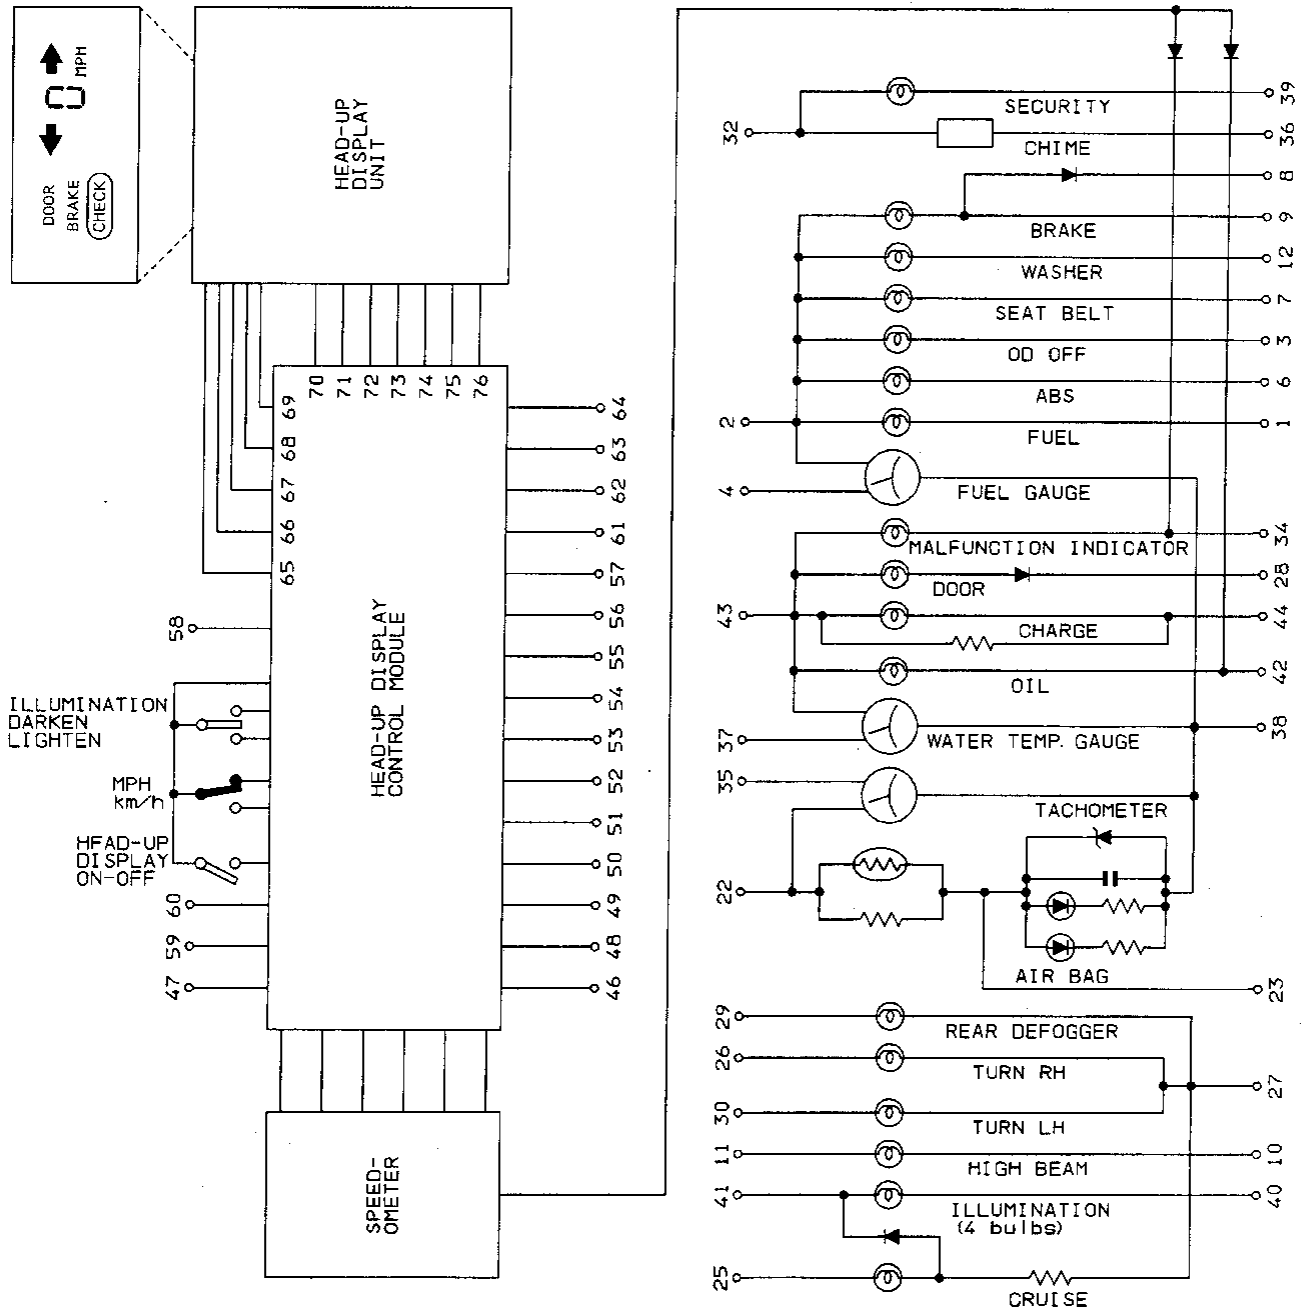 DOOR
BRAKE
CHECK
0
MPH
HEAD-UP
DISPLAY
UNIT
69
70
71
72
73
74
75
76
68
67
66
65
58
HEAD-UP DISPLAY
CONTROL MODULE
64
63
62
61
57
56
55
54
53
52
51
50
49
48
46
ILLUMINATION
DARKEN
LIGHTEN
MPH
km/h
HFAD-UP
DISPLAY
ON-OFF
60
59
47
SPEED-
OMETER
32
SECURITY
39
CHIME
36
8
BRAKE
9
WASHER
12
SEAT BELT
7
OD OFF
3
ABS
6
2
FUEL
1
4
FUEL GAUGE
MALFUNCTION INDICATOR
34
DOOR
28
43
CHARGE
44
OIL
42
37
WATER TEMP. GAUGE
38
35
TACHOMETER
22
AIR BAG
23
29
REAR DEFOGGER
26
TURN RH
27
30
TURN LH
11
HIGH BEAM
10
41
ILLUMINATION
(4 bulbs)
40
25
CRUISE